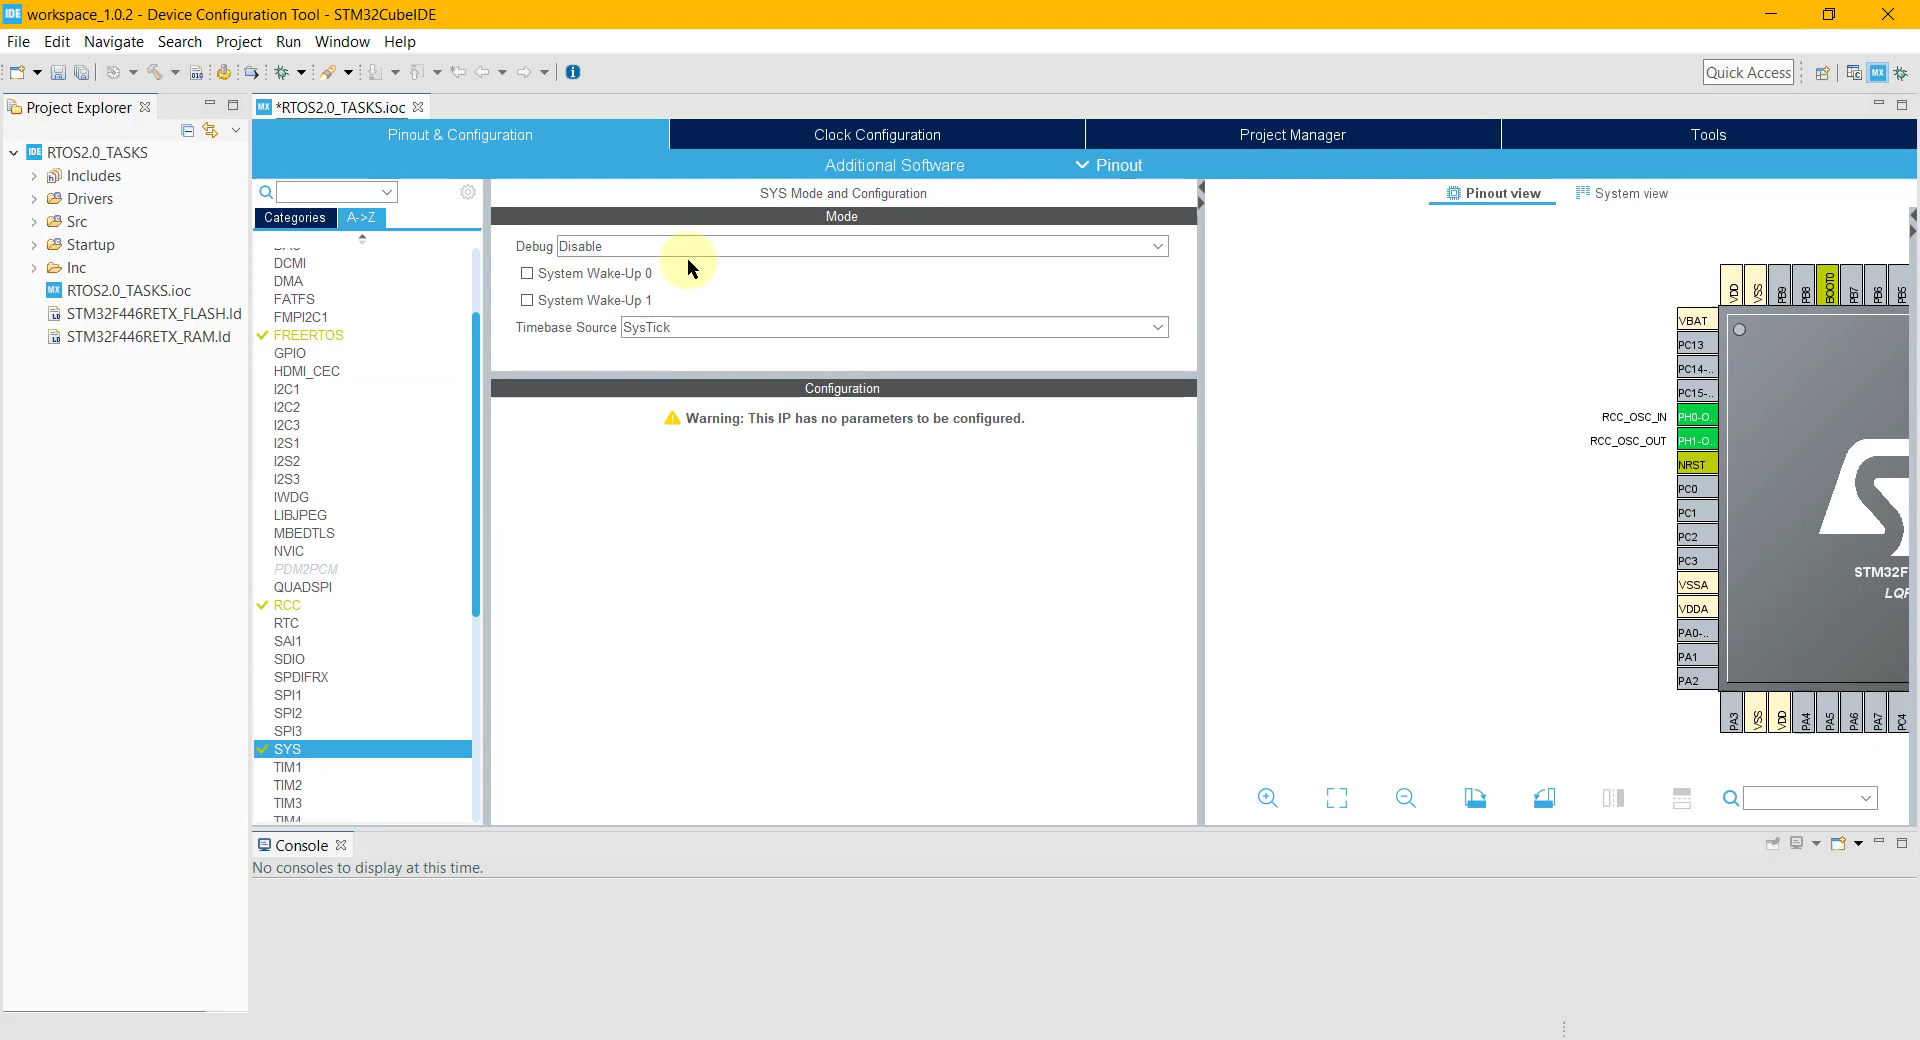 IDE workspace_1.0.2 - Device Configuration Tool - STM32CubeIDE
File Edit Navigate Search Project Run Window Help
Quick Access
Project Explorer
MX *RTOS2.0_TASKS.ioc
Pinout & Configuration
Clock Configuration
Project Manager
Tools
Additional Software
Pinout
IDE RTOS2.0_TASKS
Includes
Drivers
Src
Startup
Inc
MX RTOS2.0_TASKS.ioc
STM32F446RETX_FLASH.ld
STM32F446RETX_RAM.ld
Categories
A->Z
DCMI
DMA
FATFS
FMPI2C1
FREERTOS
GPIO
HDMI_CEC
I2C1
I2C2
I2C3
I2S1
I2S2
I2S3
IWDG
LIBJPEG
MBEDTLS
NVIC
PDM2PCM
QUADSPI
RCC
RTC
SAI1
SDIO
SPDIFRX
SPI1
SPI2
SPI3
SYS
TIM1
TIM2
TIM3
TIM4
SYS Mode and Configuration
Mode
Debug Disable
System Wake-Up 0
System Wake-Up 1
Timebase Source SysTick
Configuration
Warning: This IP has no parameters to be configured.
Pinout view
System view
VDD
VSS
PB9
PB8
BOOT0
PB7
PB6
PB5
VBAT
PC13
PC14-..
PC15-..
RCC_OSC_IN PH0-O..
RCC_OSC_OUT PH1-O..
NRST
PC0
PC1
PC2
PC3
VSSA
VDDA
PA0-..
PA1
PA2
STM32F
LQF
PA3
VSS
VDD
PA4
PA5
PA6
PA7
PC4
Console
No consoles to display at this time.